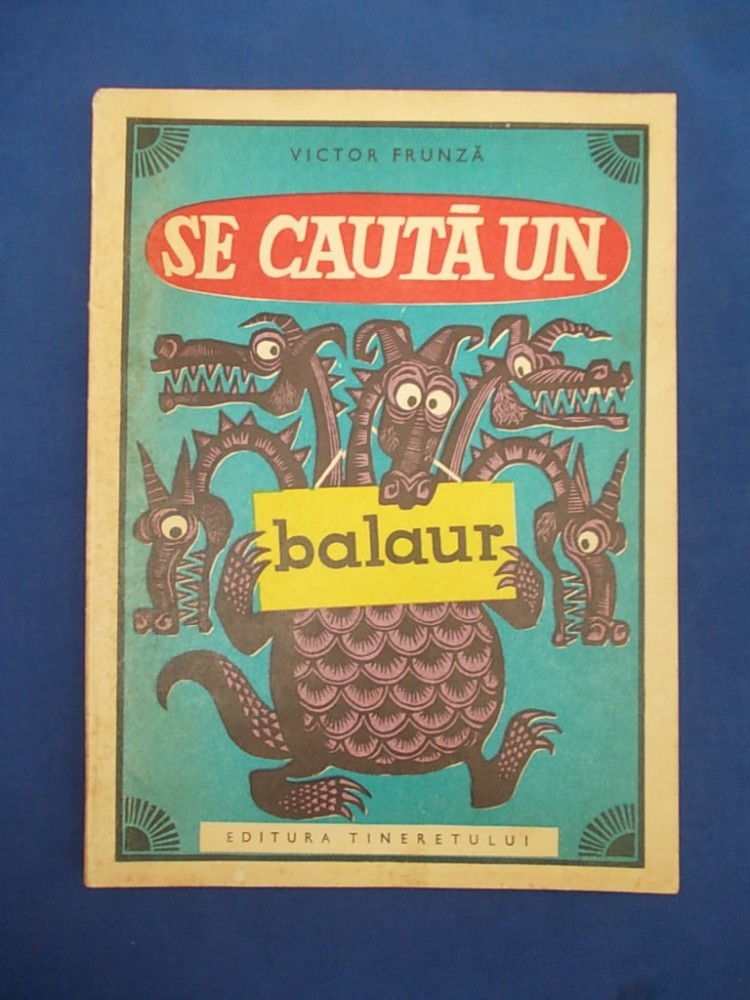 VICTOR FRUNZĂ
SE CAUTĂ UN
balaur
EDITURA TINERETULUI